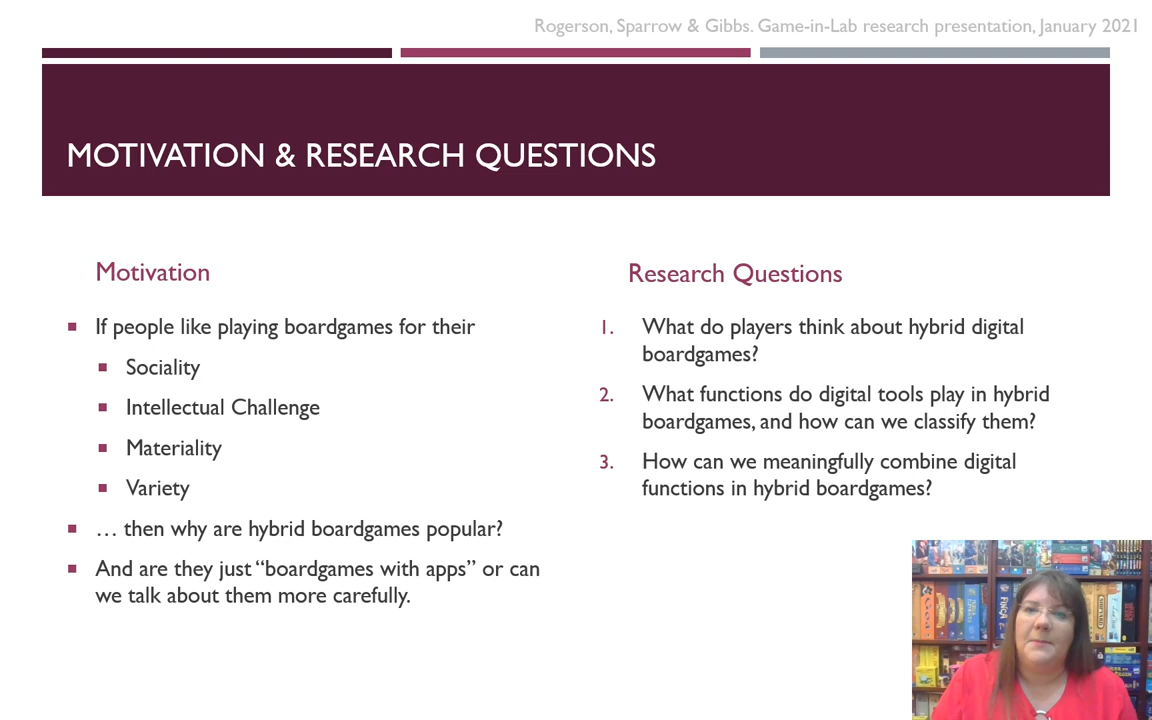 Rogerson, Sparrow & Gibbs. Game-in-Lab research presentation, January 2021
MOTIVATION & RESEARCH QUESTIONS
Motivation
If people like playing boardgames for their
Sociality
Intellectual Challenge
Materiality
Variety
… then why are hybrid boardgames popular?
And are they just “boardgames with apps” or can
we talk about them more carefully.
Research Questions
1. What do players think about hybrid digital
boardgames?
2. What functions do digital tools play in hybrid
boardgames, and how can we classify them?
3. How can we meaningfully combine digital
functions in hybrid boardgames?